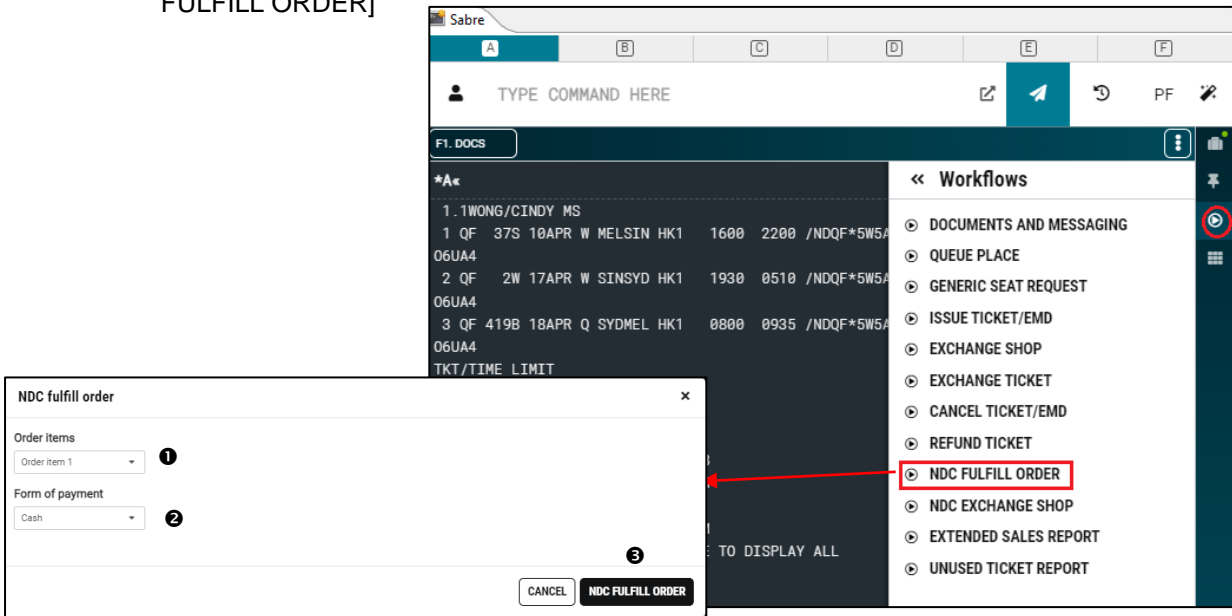 FULFILL ORDER]
Sabre
A B C D E F
TYPE COMMAND HERE PF
F1. DOCS
*A«
1.1WONG/CINDY MS
1 QF 37S 10APR W MELSIN HK1 1600 2200 /NDQF*5W5A
O6UA4
2 QF 2W 17APR W SINSYD HK1 1930 0510 /NDQF*5W5A
O6UA4
3 QF 419B 18APR Q SYDMEL HK1 0800 0935 /NDQF*5W5A
O6UA4
TKT/TIME LIMIT
TO DISPLAY ALL
« Workflows
DOCUMENTS AND MESSAGING
QUEUE PLACE
GENERIC SEAT REQUEST
ISSUE TICKET/EMD
EXCHANGE SHOP
EXCHANGE TICKET
CANCEL TICKET/EMD
REFUND TICKET
NDC FULFILL ORDER
NDC EXCHANGE SHOP
EXTENDED SALES REPORT
UNUSED TICKET REPORT
NDC fulfill order ×
Order items
Order item 1 ❶
Form of payment
Cash ❷
❸
CANCEL NDC FULFILL ORDER